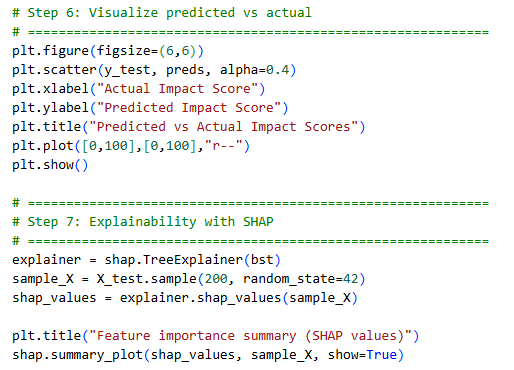 # Step 6: Visualize predicted vs actual
# ===========================================================
plt.figure(figsize=(6,6))
plt.scatter(y_test, preds, alpha=0.4)
plt.xlabel("Actual Impact Score")
plt.ylabel("Predicted Impact Score")
plt.title("Predicted vs Actual Impact Scores")
plt.plot([0,100],[0,100],"r--")
plt.show()
# ===========================================================
# Step 7: Explainability with SHAP
# ===========================================================
explainer = shap.TreeExplainer(bst)
sample_X = X_test.sample(200, random_state=42)
shap_values = explainer.shap_values(sample_X)
plt.title("Feature importance summary (SHAP values)")
shap.summary_plot(shap_values, sample_X, show=True)